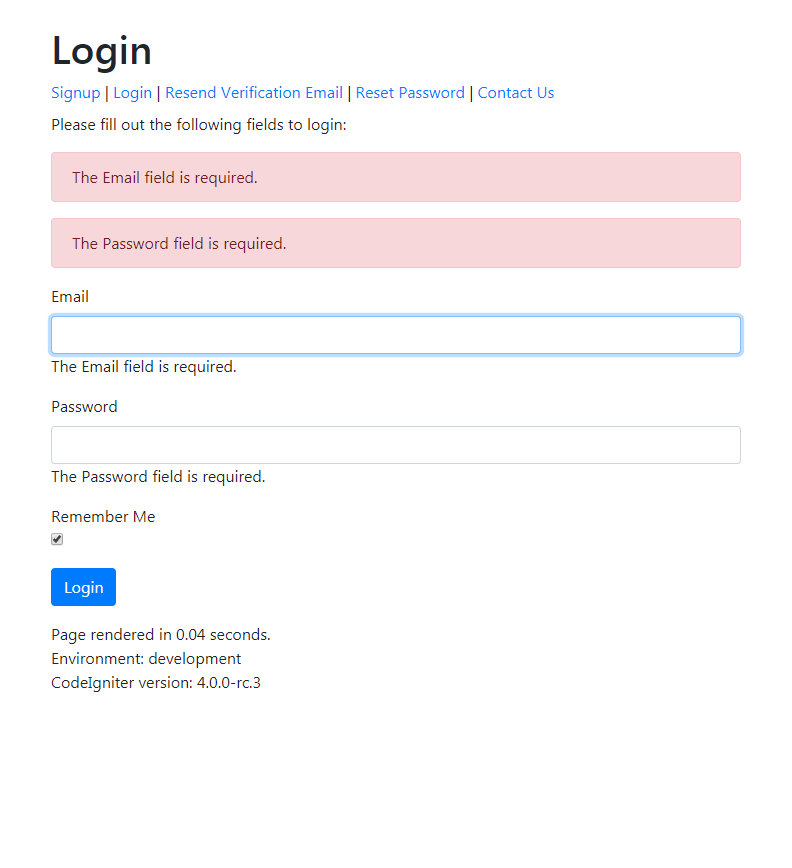 Login
Signup | Login | Resend Verification Email | Reset Password | Contact Us
Please fill out the following fields to login:
The Email field is required.
The Password field is required.
Email
The Email field is required.
Password
The Password field is required.
Remember Me
Login
Page rendered in 0.04 seconds.
Environment: development
CodeIgniter version: 4.0.0-rc.3